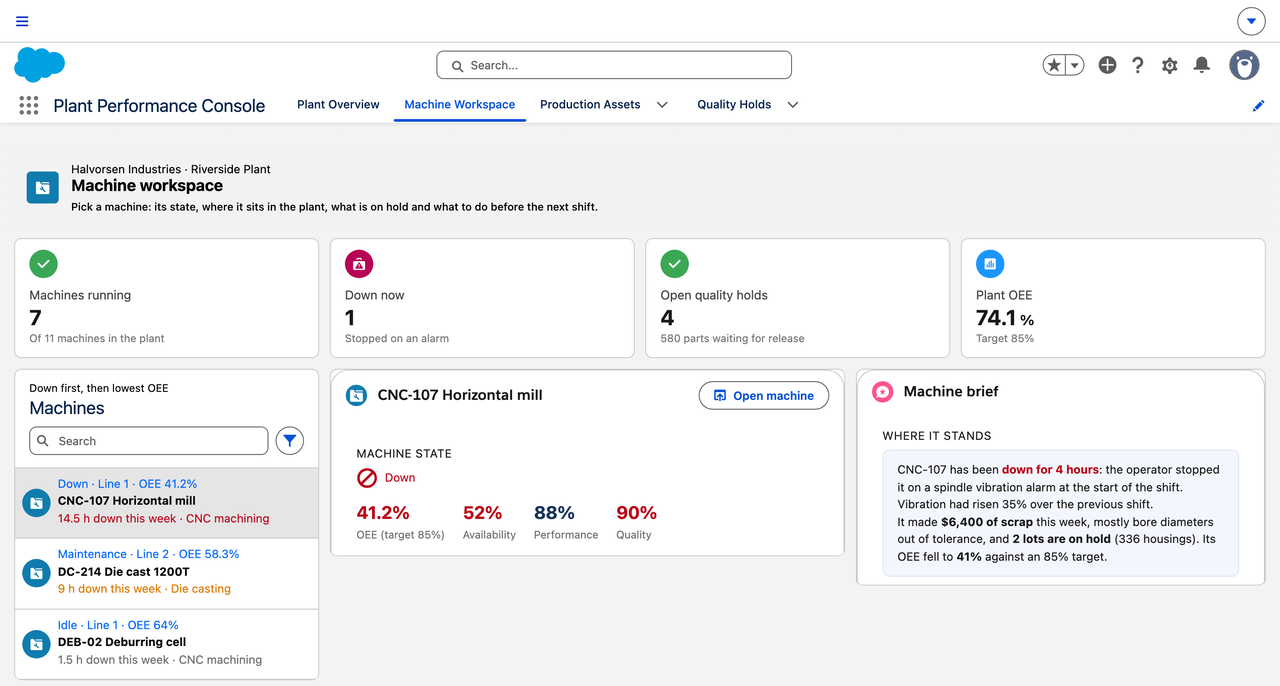 Search...
Plant Performance Console
Plant Overview
Machine Workspace
Production Assets
Quality Holds
Halvorsen Industries · Riverside Plant
Machine workspace
Pick a machine: its state, where it sits in the plant, what is on hold and what to do before the next shift.
Machines running
7
Of 11 machines in the plant
Down now
1
Stopped on an alarm
Open quality holds
4
580 parts waiting for release
Plant OEE
74.1 %
Target 85%
Down first, then lowest OEE
Machines
Search
Down · Line 1 · OEE 41.2%
CNC-107 Horizontal mill
14.5 h down this week · CNC machining
Maintenance · Line 2 · OEE 58.3%
DC-214 Die cast 1200T
9 h down this week · Die casting
Idle · Line 1 · OEE 64%
DEB-02 Deburring cell
1.5 h down this week · CNC machining
CNC-107 Horizontal mill
Open machine
MACHINE STATE
Down
41.2%
OEE (target 85%)
52%
Availability
88%
Performance
90%
Quality
Machine brief
WHERE IT STANDS
CNC-107 has been down for 4 hours: the operator stopped
it on a spindle vibration alarm at the start of the shift.
Vibration had risen 35% over the previous shift.
It made $6,400 of scrap this week, mostly bore diameters
out of tolerance, and 2 lots are on hold (336 housings). Its
OEE fell to 41% against an 85% target.